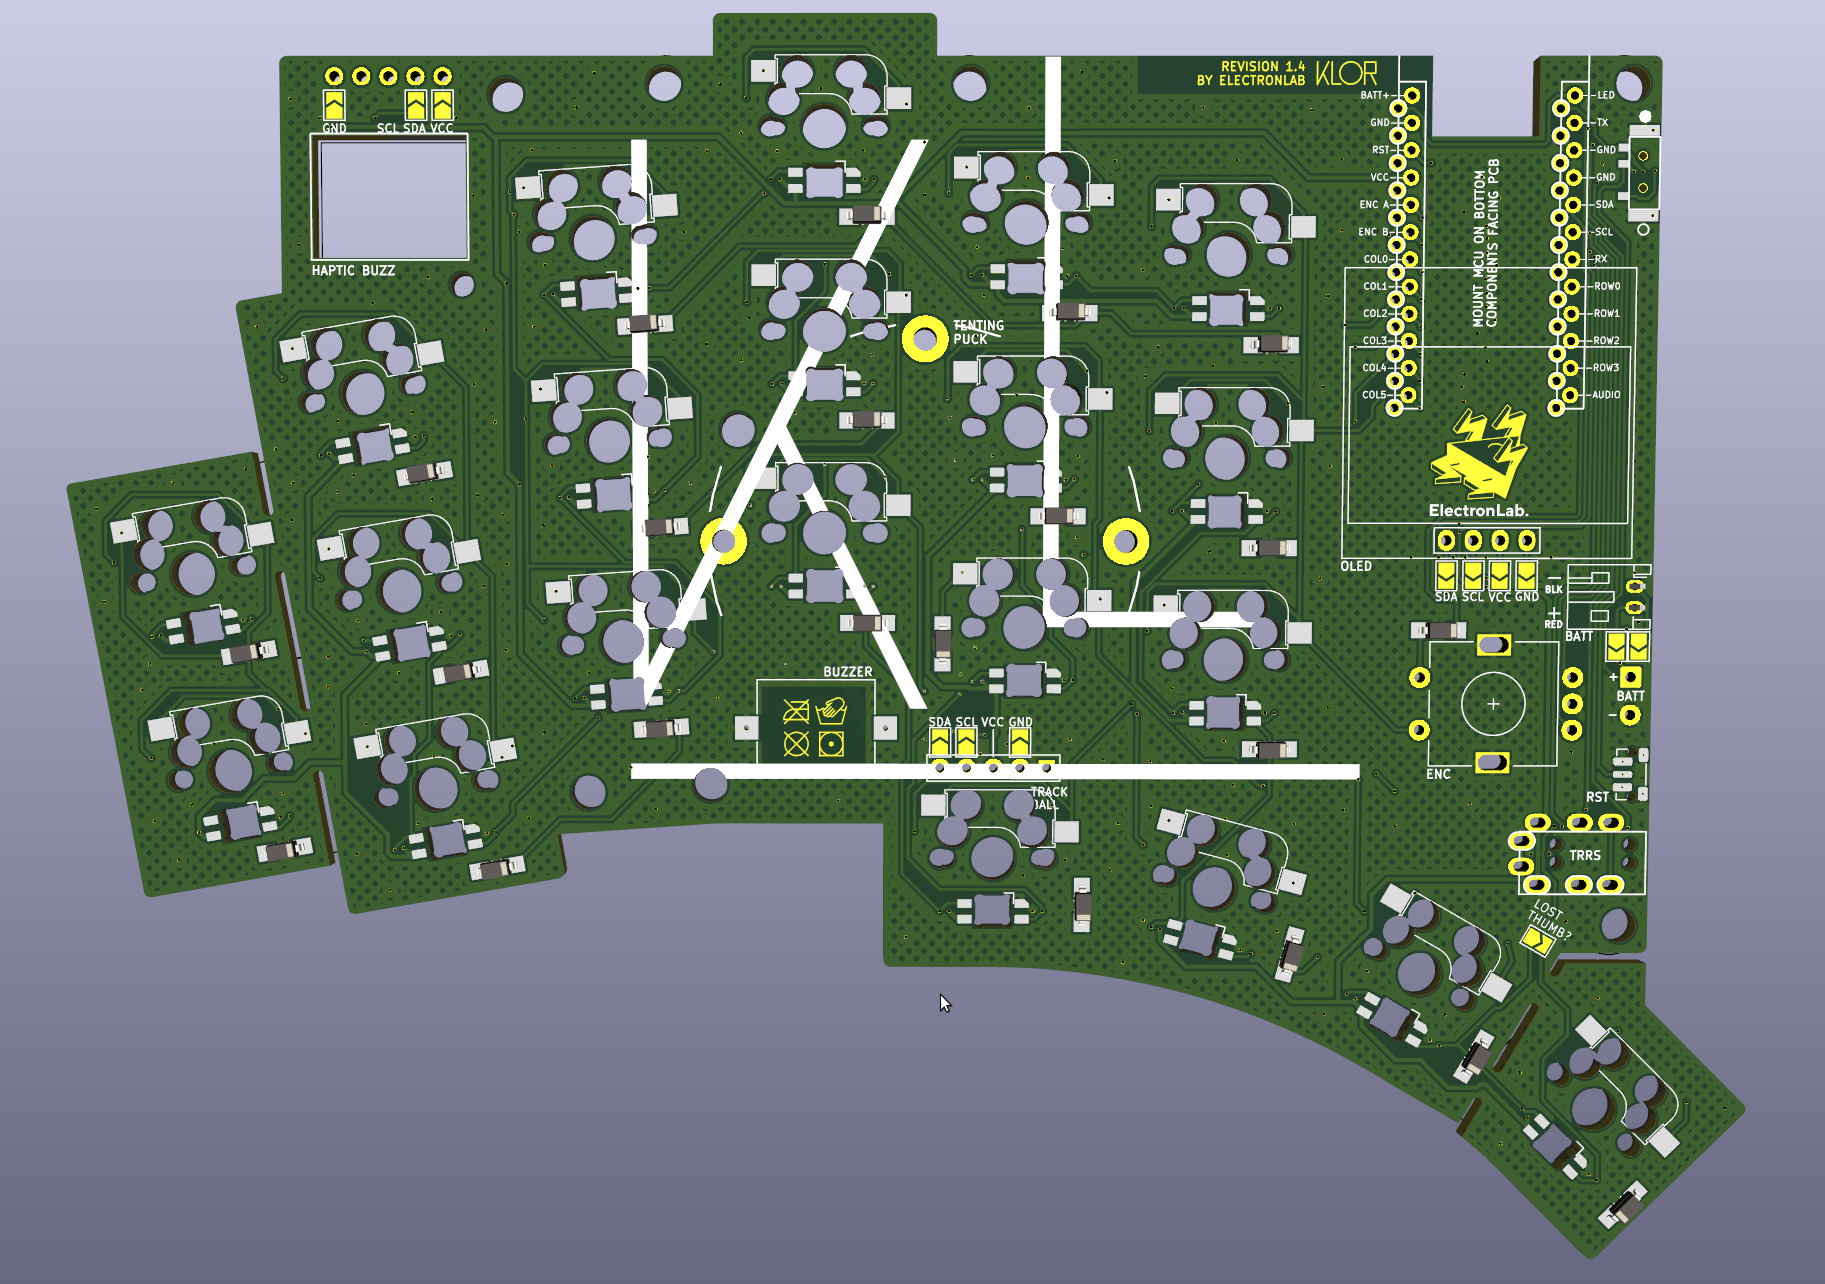 REVISION 1.4
BY ELECTRONLAB
KLOR
GND
SCL SDA VCC
HAPTIC BUZZ
TENTING
PUCK
BATT+
GND
RST
VCC
ENC A
ENC B
COL0
COL1
COL2
COL3
COL4
COL5
MOUNT MCU ON BOTTOM
COMPONENTS FACING PCB
LED
TX
GND
GND
SDA
SCL
RX
ROW0
ROW1
ROW2
ROW3
AUDIO
ElectronLab.
OLED
SDA SCL VCC GND
BLK
RED
BATT
+
BATT
-
BUZZER
SDA SCL VCC GND
TRACK
BALL
ENC
RST
TRRS
LOST
THUMB?